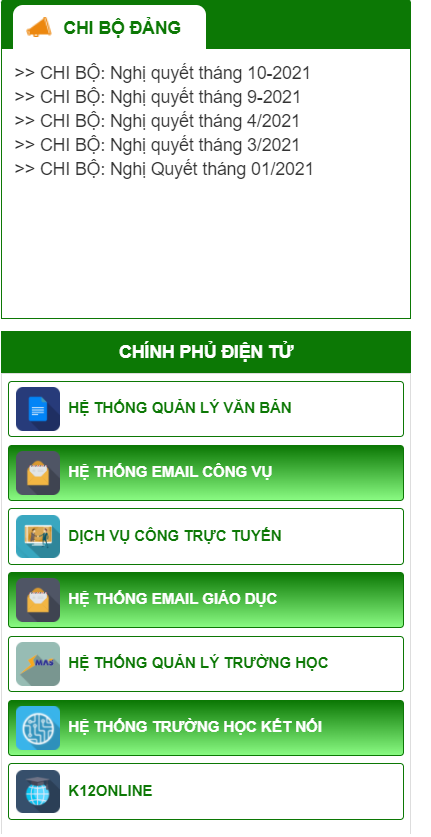 CHI BỘ ĐẢNG
>> CHI BỘ: Nghị quyết tháng 10-2021
>> CHI BỘ: Nghị quyết tháng 9-2021
>> CHI BỘ: Nghị quyết tháng 4/2021
>> CHI BỘ: Nghị quyết tháng 3/2021
>> CHI BỘ: Nghị Quyết tháng 01/2021
CHÍNH PHỦ ĐIỆN TỬ
HỆ THỐNG QUẢN LÝ VĂN BẢN
HỆ THỐNG EMAIL CÔNG VỤ
DỊCH VỤ CÔNG TRỰC TUYẾN
HỆ THỐNG EMAIL GIÁO DỤC
SMAS HỆ THỐNG QUẢN LÝ TRƯỜNG HỌC
HỆ THỐNG TRƯỜNG HỌC KẾT NỐI
K12ONLINE